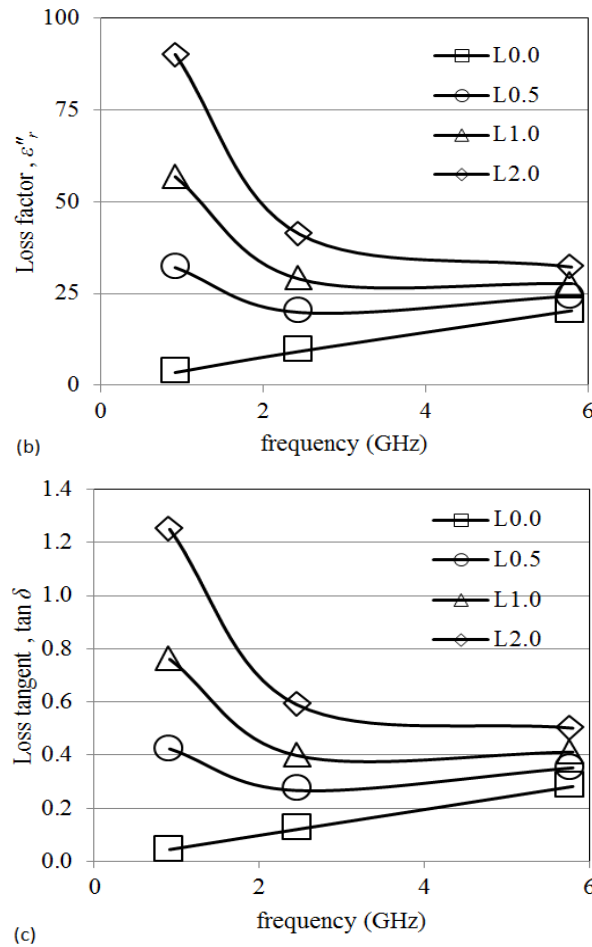 100
75
50
25
0
Loss factor , ε″r
L0.0
L0.5
L1.0
L2.0
0 2 4 6
frequency (GHz)
(b)
1.4
1.2
1.0
0.8
0.6
0.4
0.2
0.0
Loss tangent , tan δ
L0.0
L0.5
L1.0
L2.0
0 2 4 6
frequency (GHz)
(c)